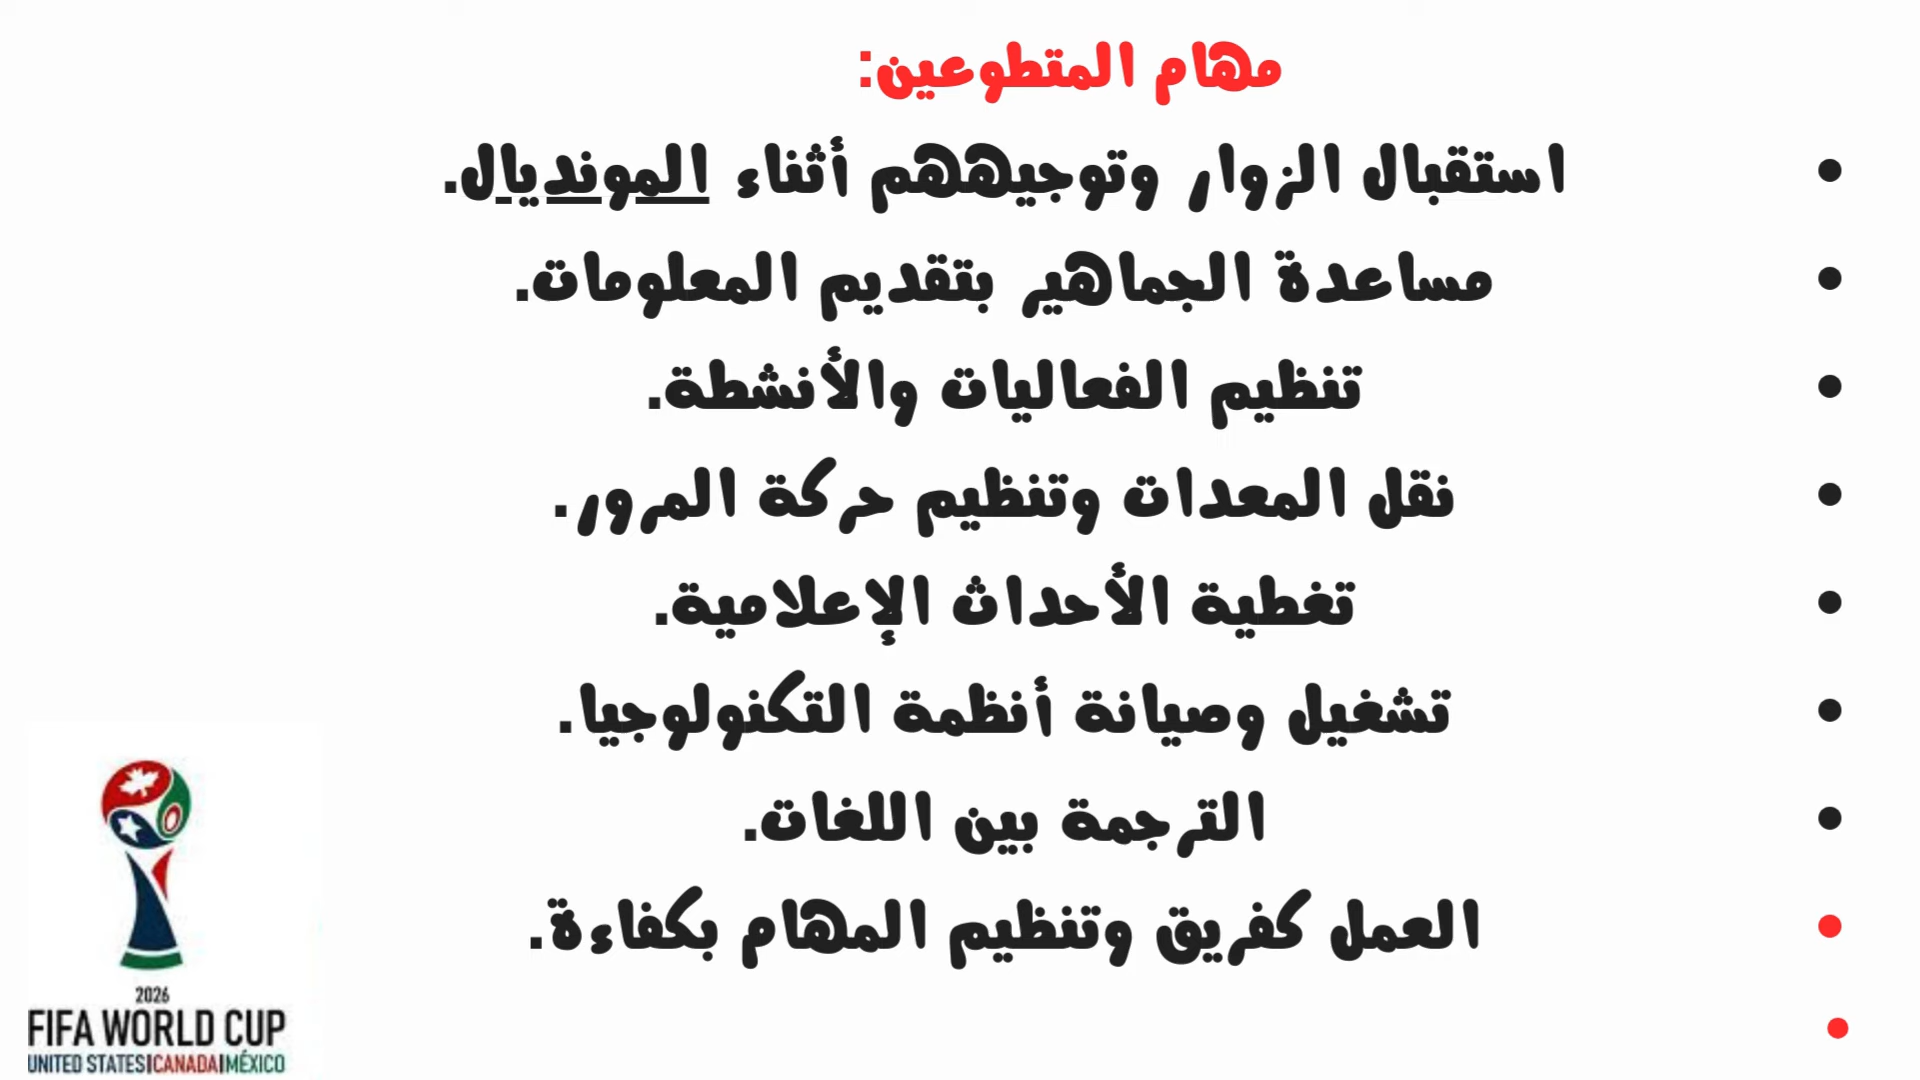 مهام المتطوعين:
• استقبال الزوار وتوجيههم أثناء المونديال.
• مساعدة الجماهير بتقديم المعلومات.
• تنظيم الفعاليات والأنشطة.
• نقل المعدات وتنظيم حركة المرور.
• تغطية الأحداث الإعلامية.
• تشغيل وصيانة أنظمة التكنولوجيا.
• الترجمة بين اللغات.
• العمل كفريق وتنظيم المهام بكفاءة.
•
2026
FIFA WORLD CUP
UNITED STATES|CANADA|MÉXICO